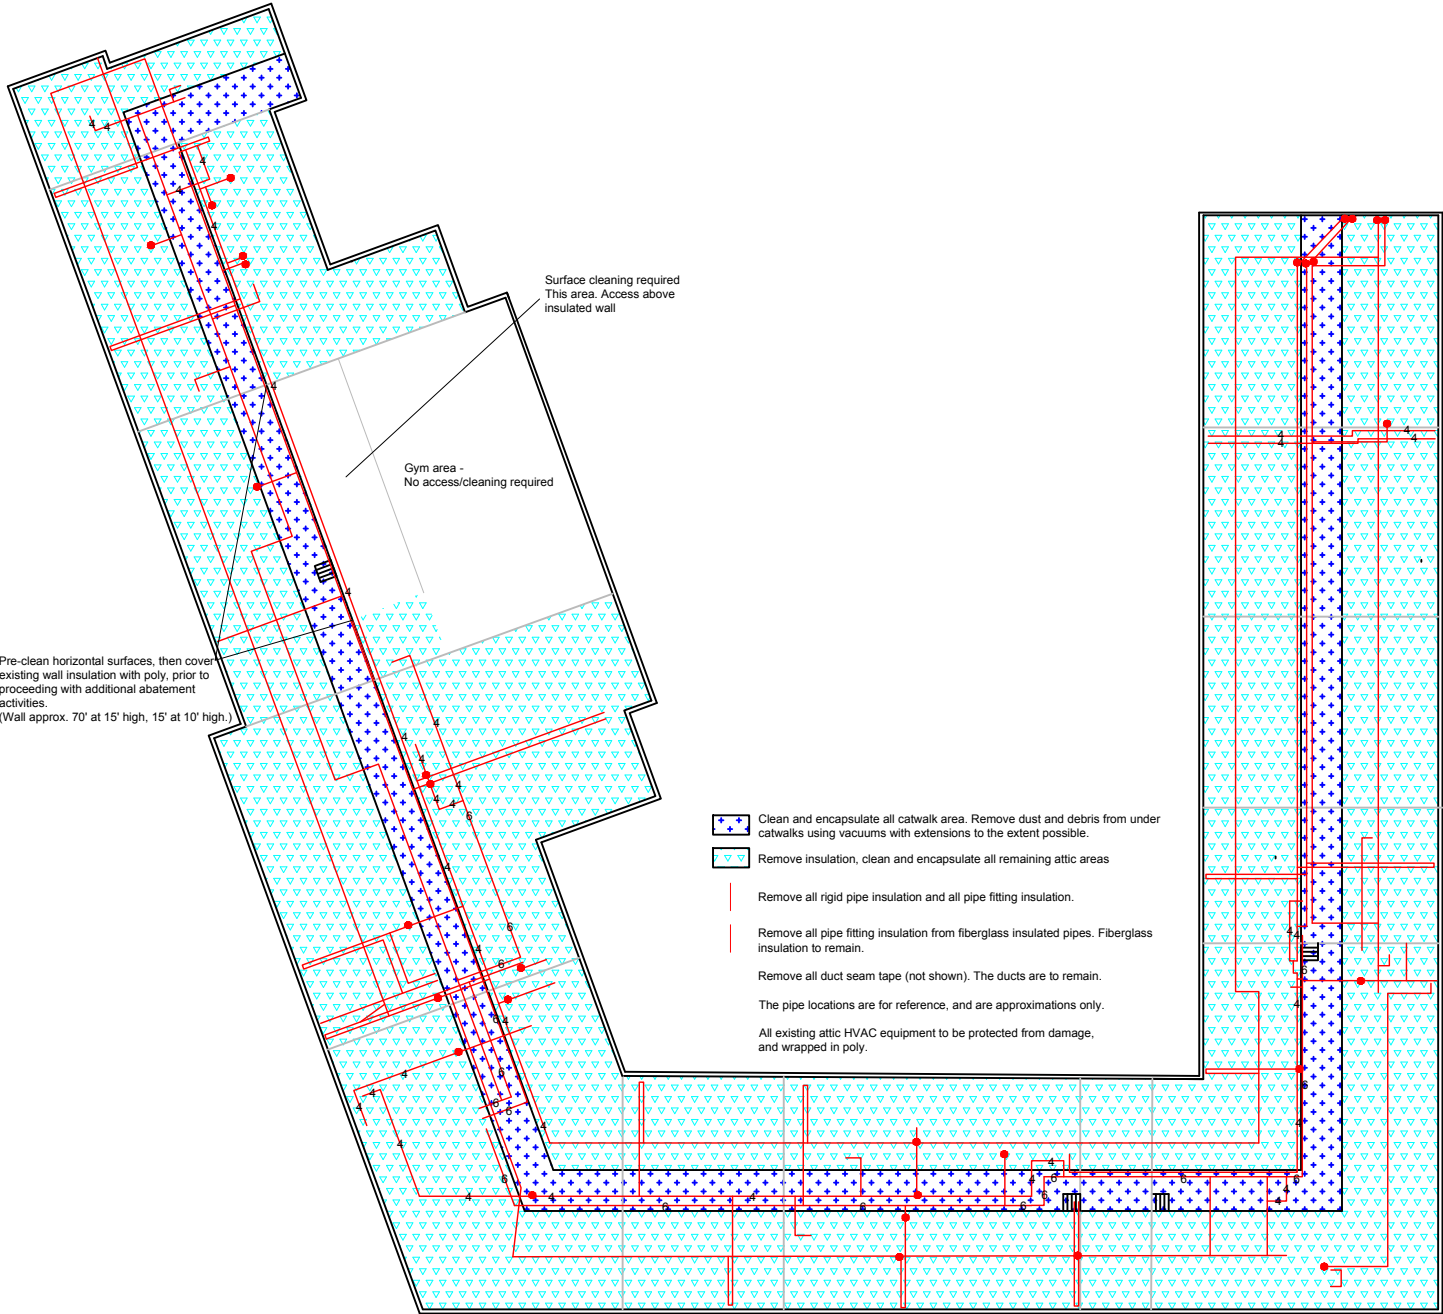 Surface cleaning required
This area. Access above
insulated wall
Gym area -
No access/cleaning required
Pre-clean horizontal surfaces, then cover
existing wall insulation with poly, prior to
proceeding with additional abatement
activities.
(Wall approx. 70' at 15' high, 15' at 10' high.)
Clean and encapsulate all catwalk area. Remove dust and debris from under
catwalks using vacuums with extensions to the extent possible.
Remove insulation, clean and encapsulate all remaining attic areas
Remove all rigid pipe insulation and all pipe fitting insulation.
Remove all pipe fitting insulation from fiberglass insulated pipes. Fiberglass
insulation to remain.
Remove all duct seam tape (not shown). The ducts are to remain.
The pipe locations are for reference, and are approximations only.
All existing attic HVAC equipment to be protected from damage,
and wrapped in poly.